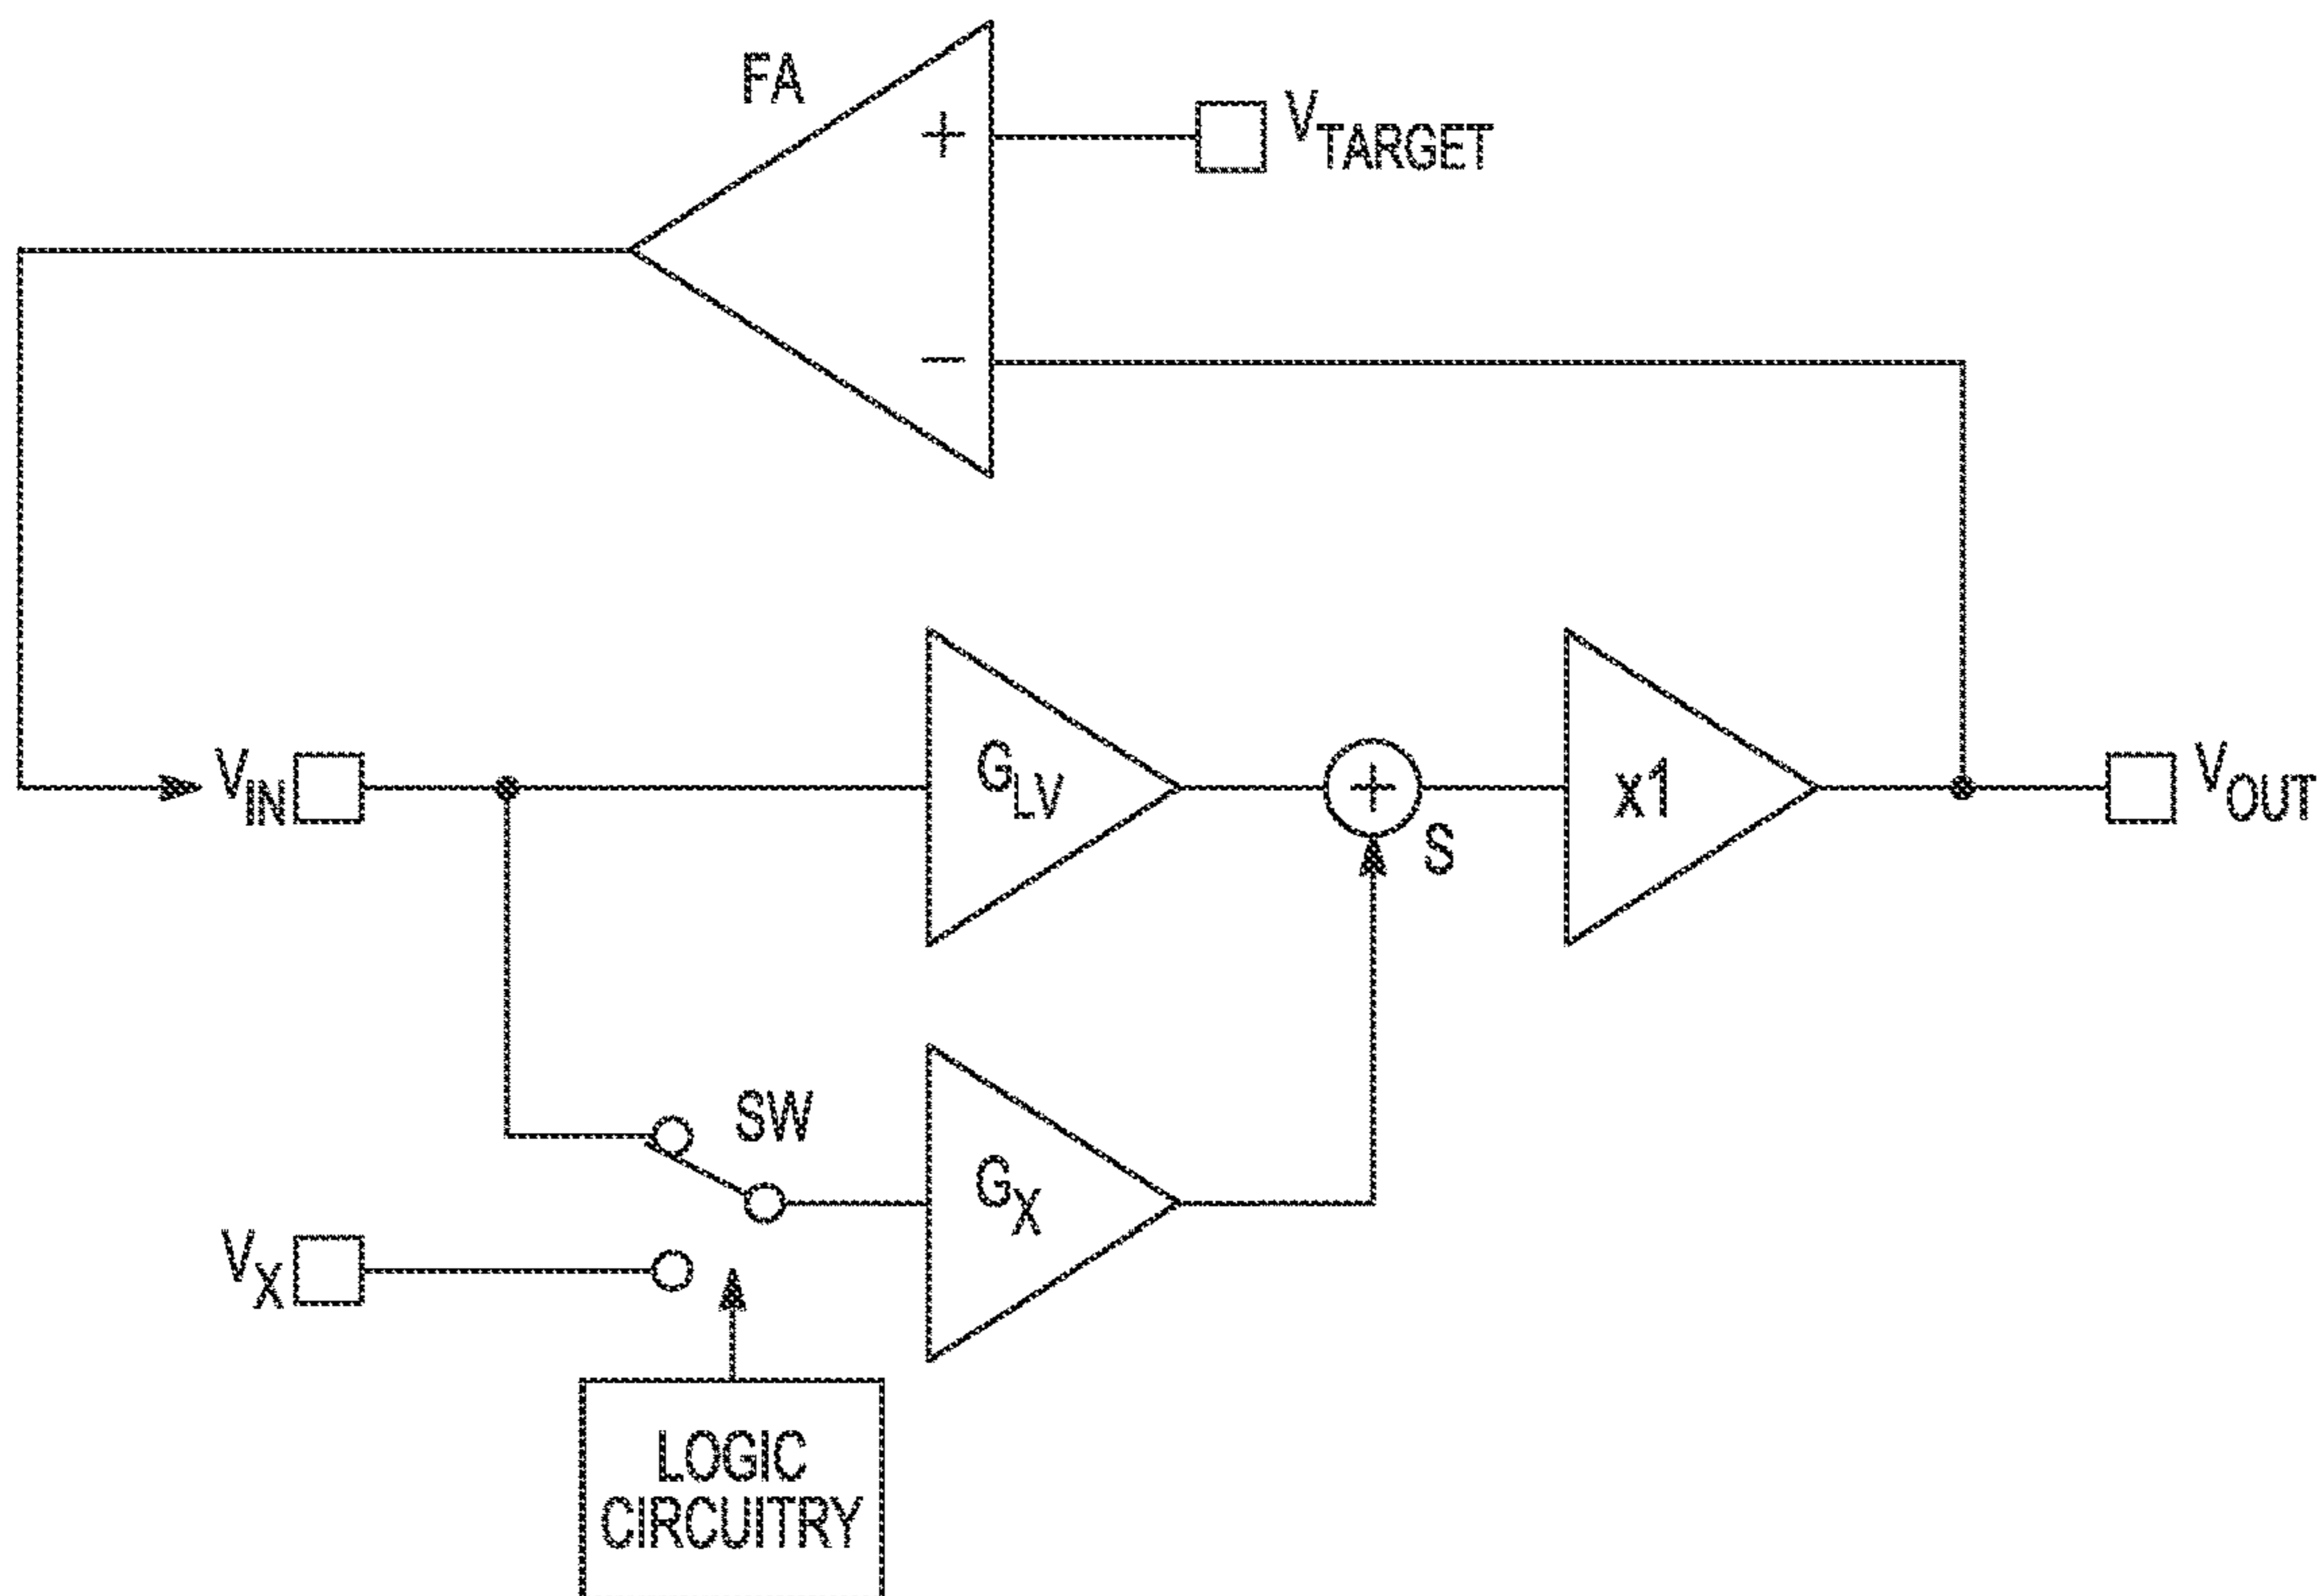 FA
+
V_TARGET
−
V_IN
G_LV
+
S
x1
V_OUT
SW
G_X
V_X
LOGIC
CIRCUITRY